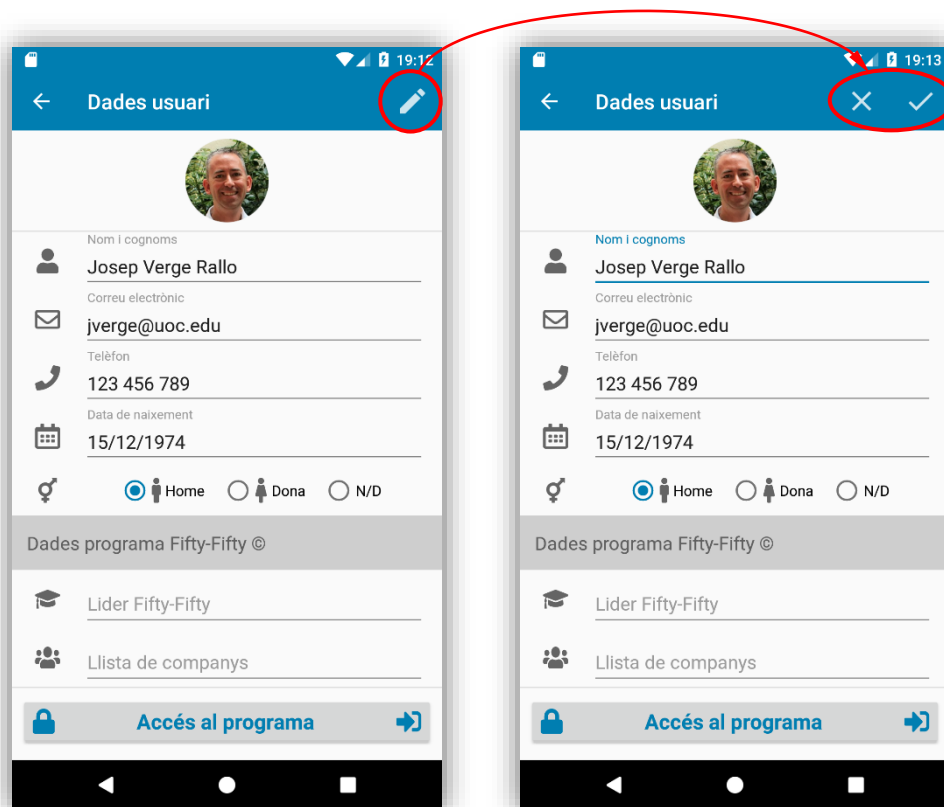 19:12
Dades usuari
Nom i cognoms
Josep Verge Rallo
Correu electrònic
jverge@uoc.edu
Telèfon
123 456 789
Data de naixement
15/12/1974
Home Dona N/D
Dades programa Fifty-Fifty ©
Lider Fifty-Fifty
Llista de companys
Accés al programa
19:13
Dades usuari
Nom i cognoms
Josep Verge Rallo
Correu electrònic
jverge@uoc.edu
Telèfon
123 456 789
Data de naixement
15/12/1974
Home Dona N/D
Dades programa Fifty-Fifty ©
Lider Fifty-Fifty
Llista de companys
Accés al programa